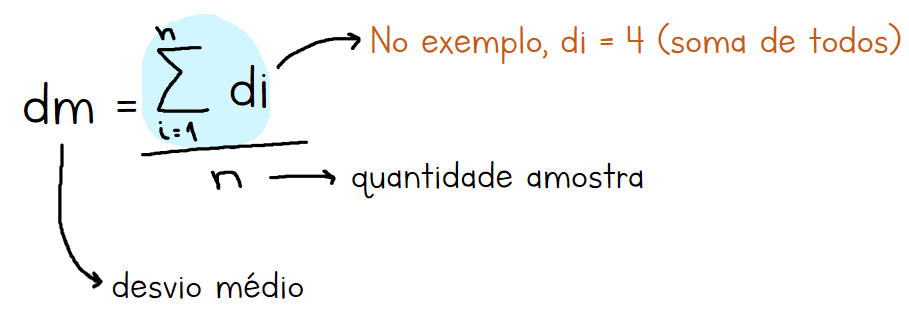 No exemplo, di = 4 (soma de todos)
n
dm = ∑ di
i=1
n
quantidade amostra
desvio médio